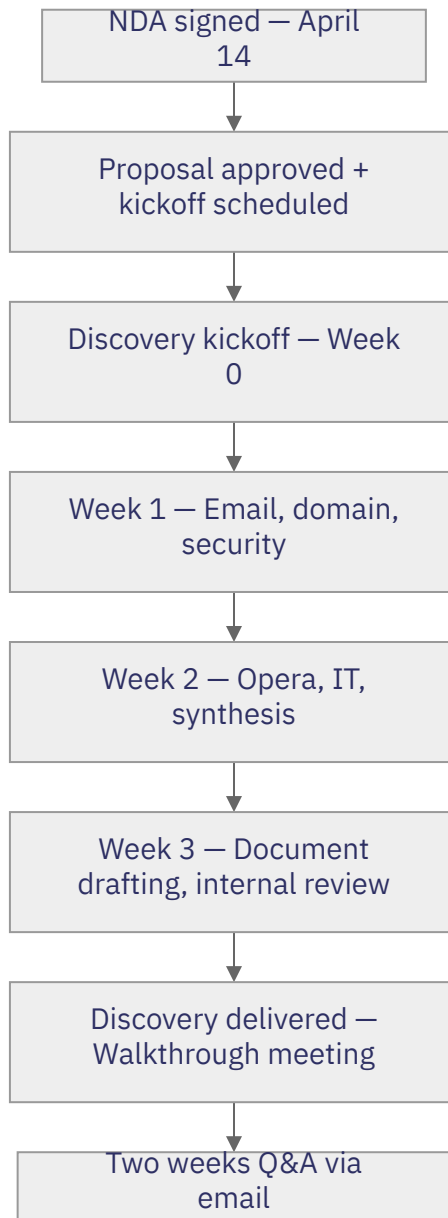 NDA signed — April
14
Proposal approved +
kickoff scheduled
Discovery kickoff — Week
0
Week 1 — Email, domain,
security
Week 2 — Opera, IT,
synthesis
Week 3 — Document
drafting, internal review
Discovery delivered —
Walkthrough meeting
Two weeks Q&A via
email